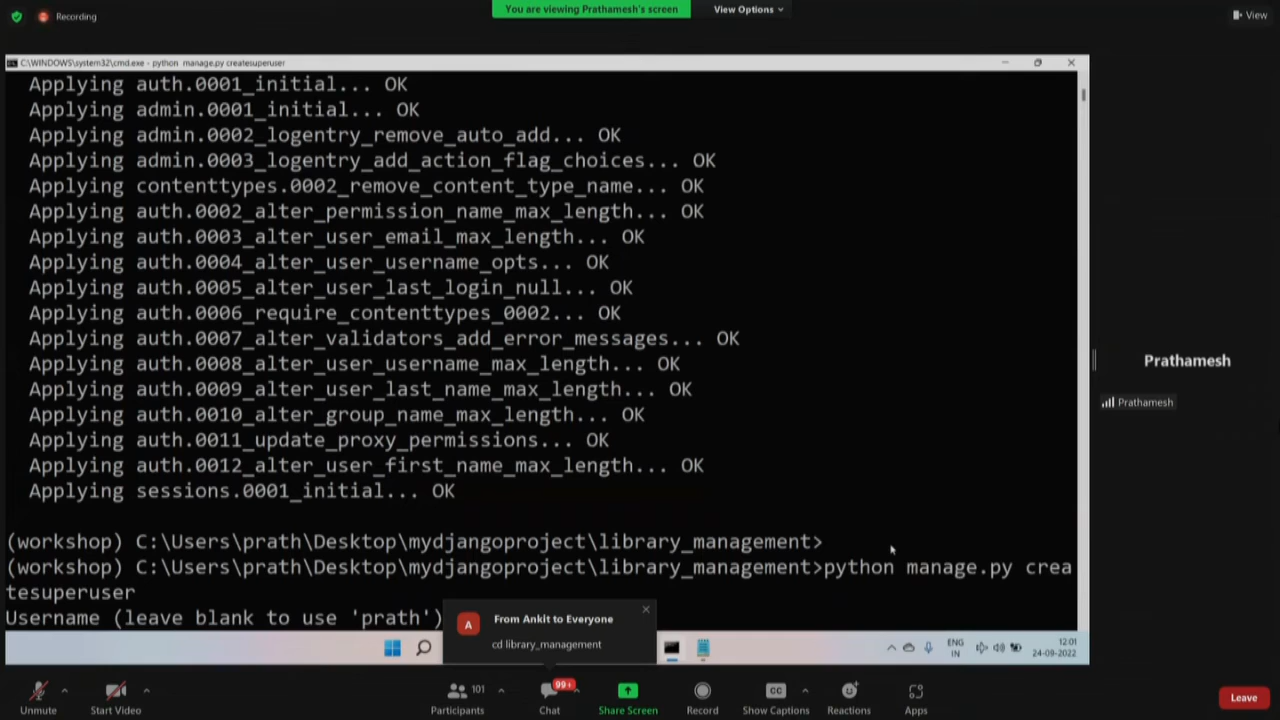 Recording
You are viewing Prathamesh's screen
View Options
View
C:\WINDOWS\system32\cmd.exe - python manage.py createsuperuser
Applying auth.0001_initial... OK
Applying admin.0001_initial... OK
Applying admin.0002_logentry_remove_auto_add... OK
Applying admin.0003_logentry_add_action_flag_choices... OK
Applying contenttypes.0002_remove_content_type_name... OK
Applying auth.0002_alter_permission_name_max_length... OK
Applying auth.0003_alter_user_email_max_length... OK
Applying auth.0004_alter_user_username_opts... OK
Applying auth.0005_alter_user_last_login_null... OK
Applying auth.0006_require_contenttypes_0002... OK
Applying auth.0007_alter_validators_add_error_messages... OK
Applying auth.0008_alter_user_username_max_length... OK
Applying auth.0009_alter_user_last_name_max_length... OK
Applying auth.0010_alter_group_name_max_length... OK
Applying auth.0011_update_proxy_permissions... OK
Applying auth.0012_alter_user_first_name_max_length... OK
Applying sessions.0001_initial... OK
(workshop) C:\Users\prath\Desktop\mydjangoproject\library_management>
(workshop) C:\Users\prath\Desktop\mydjangoproject\library_management>python manage.py crea
tesuperuser
Username (leave blank to use 'prath')
Prathamesh
Prathamesh
A
From Ankit to Everyone
cd library_management
ENG
IN
12:01
24-09-2022
Unmute
Start Video
101
Participants
99+
Chat
Share Screen
Record
CC
Show Captions
Reactions
Apps
Leave